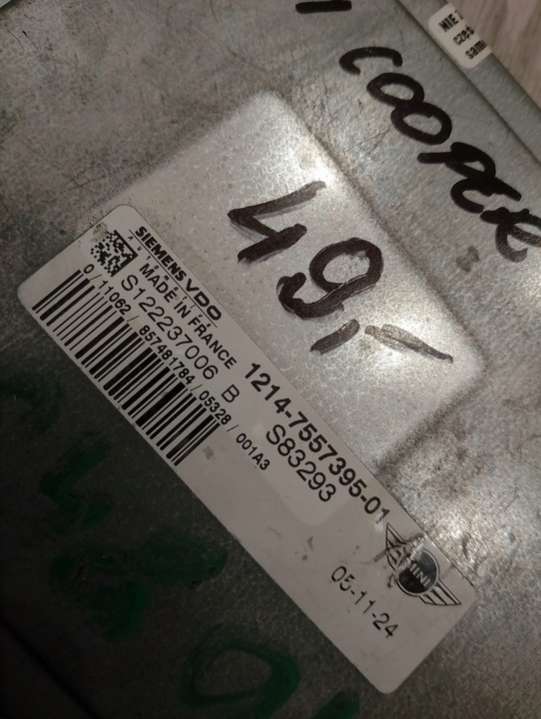 COOPER
49,-
SIEMENS VDO
MADE IN FRANCE
S122237006 B
0 11062 / 857481784 / 05328 / 001A3
1214-7557395-01
S83293
MINI
05-11-24